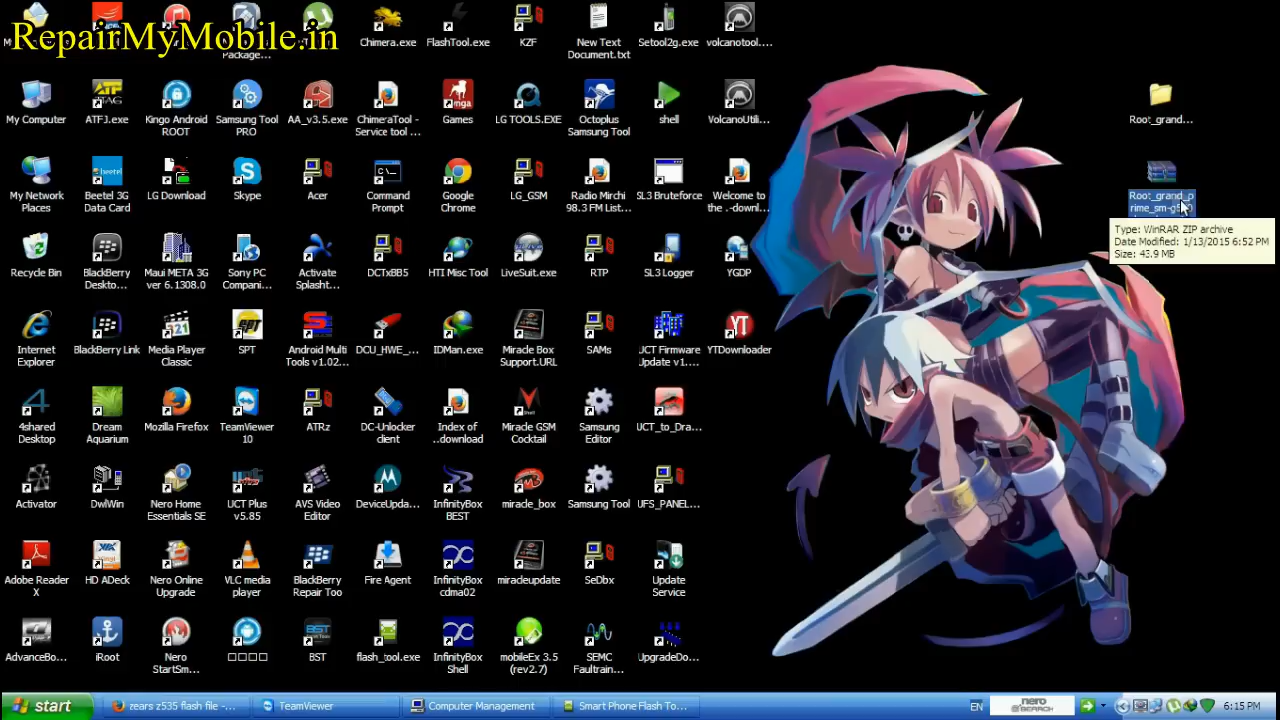 RepairMyMobile.in
Package...
Chimera.exe
FlashTool.exe
KZF
New Text
Document.txt
Setool2g.exe
volcanotool....
My Computer
ATFJ.exe
Kingo Android
ROOT
Samsung Tool
PRO
AA_v3.5.exe
ChimeraTool -
Service tool ...
Games
LG TOOLS.EXE
Octoplus
Samsung Tool
shell
VolcanoUtili...
Root_grand...
My Network
Places
Beetel 3G
Data Card
LG Download
Skype
Acer
Command
Prompt
Google
Chrome
LG_GSM
Radio Mirchi
98.3 FM List...
SL3 Bruteforce
Welcome to
the .-downl...
Root_grand_p
rime_sm-g5
Type: WinRAR ZIP archive
Date Modified: 1/13/2015 6:52 PM
Size: 43.9 MB
Recycle Bin
BlackBerry
Deskto...
Maui META 3G
ver 6.1308.0
Sony PC
Compani...
Activate
Splasht...
DCTxBB5
HTI Misc Tool
LiveSuit.exe
RTP
SL3 Logger
YGDP
Internet
Explorer
BlackBerry Link
Media Player
Classic
SPT
Android Multi
Tools v1.02...
DCU_HWE_...
IDMan.exe
Miracle Box
Support.URL
SAMs
UCT Firmware
Update v1....
YTDownloader
4shared
Desktop
Dream
Aquarium
Mozilla Firefox
TeamViewer
10
ATRz
DC-Unlocker
client
Index of
..download
Miracle GSM
Cocktail
Samsung
Editor
UCT_to_Dra...
Activator
DwlWin
Nero Home
Essentials SE
UCT Plus
v5.85
AVS Video
Editor
DeviceUpda...
InfinityBox
BEST
miracle_box
Samsung Tool
UFS_PANEL...
Adobe Reader
X
HD ADeck
Nero Online
Upgrade
VLC media
player
BlackBerry
Repair Too
Fire Agent
InfinityBox
cdma02
miracleupdate
SeDbx
Update
Service
AdvanceBo...
iRoot
Nero
StartSm...
□□□□
BST
flash_tool.exe
InfinityBox
Shell
mobileEx 3.5
(rev2.7)
SEMC
Faultrain...
UpgradeDo...
start
zears z535 flash file -...
TeamViewer
Computer Management
Smart Phone Flash To...
EN
nero
SEARCH
6:15 PM